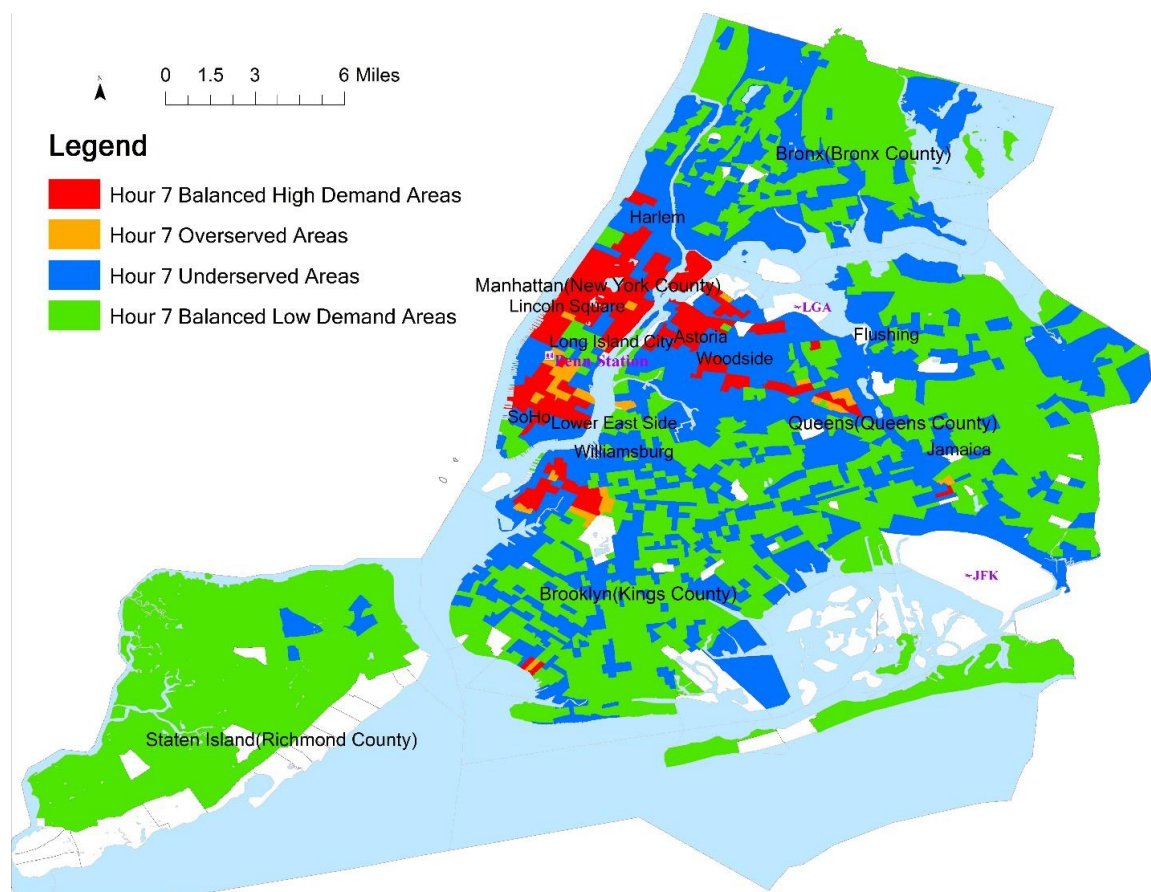 N
0 1.5 3 6 Miles
Legend
Hour 7 Balanced High Demand Areas
Hour 7 Overserved Areas
Hour 7 Underserved Areas
Hour 7 Balanced Low Demand Areas
Bronx(Bronx County)
Harlem
Manhattan(New York County)
Lincoln Square
LGA
Long Island City
Astoria
Flushing
Penn Station
Woodside
SoHo
Lower East Side
Queens(Queens County)
Williamsburg
Jamaica
JFK
Brooklyn(Kings County)
Staten Island(Richmond County)